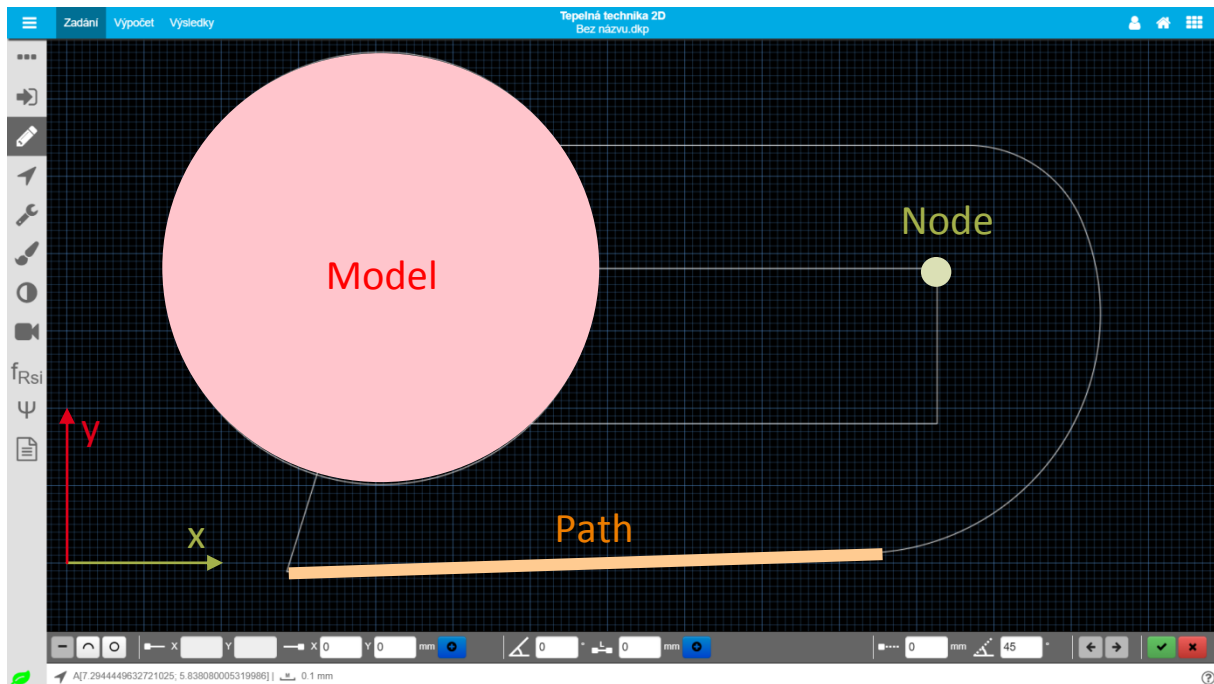 Zadání Výpočet Výsledky
Tepelná technika 2D
Bez názvu.dkp
Node
Model
fRsi
Ψ
y
x
Path
X Y X 0 Y 0 mm 0 ° L 0 mm 0 mm 45 °
A[7.2944449632721025; 5.838080005319986] | M 0.1 mm